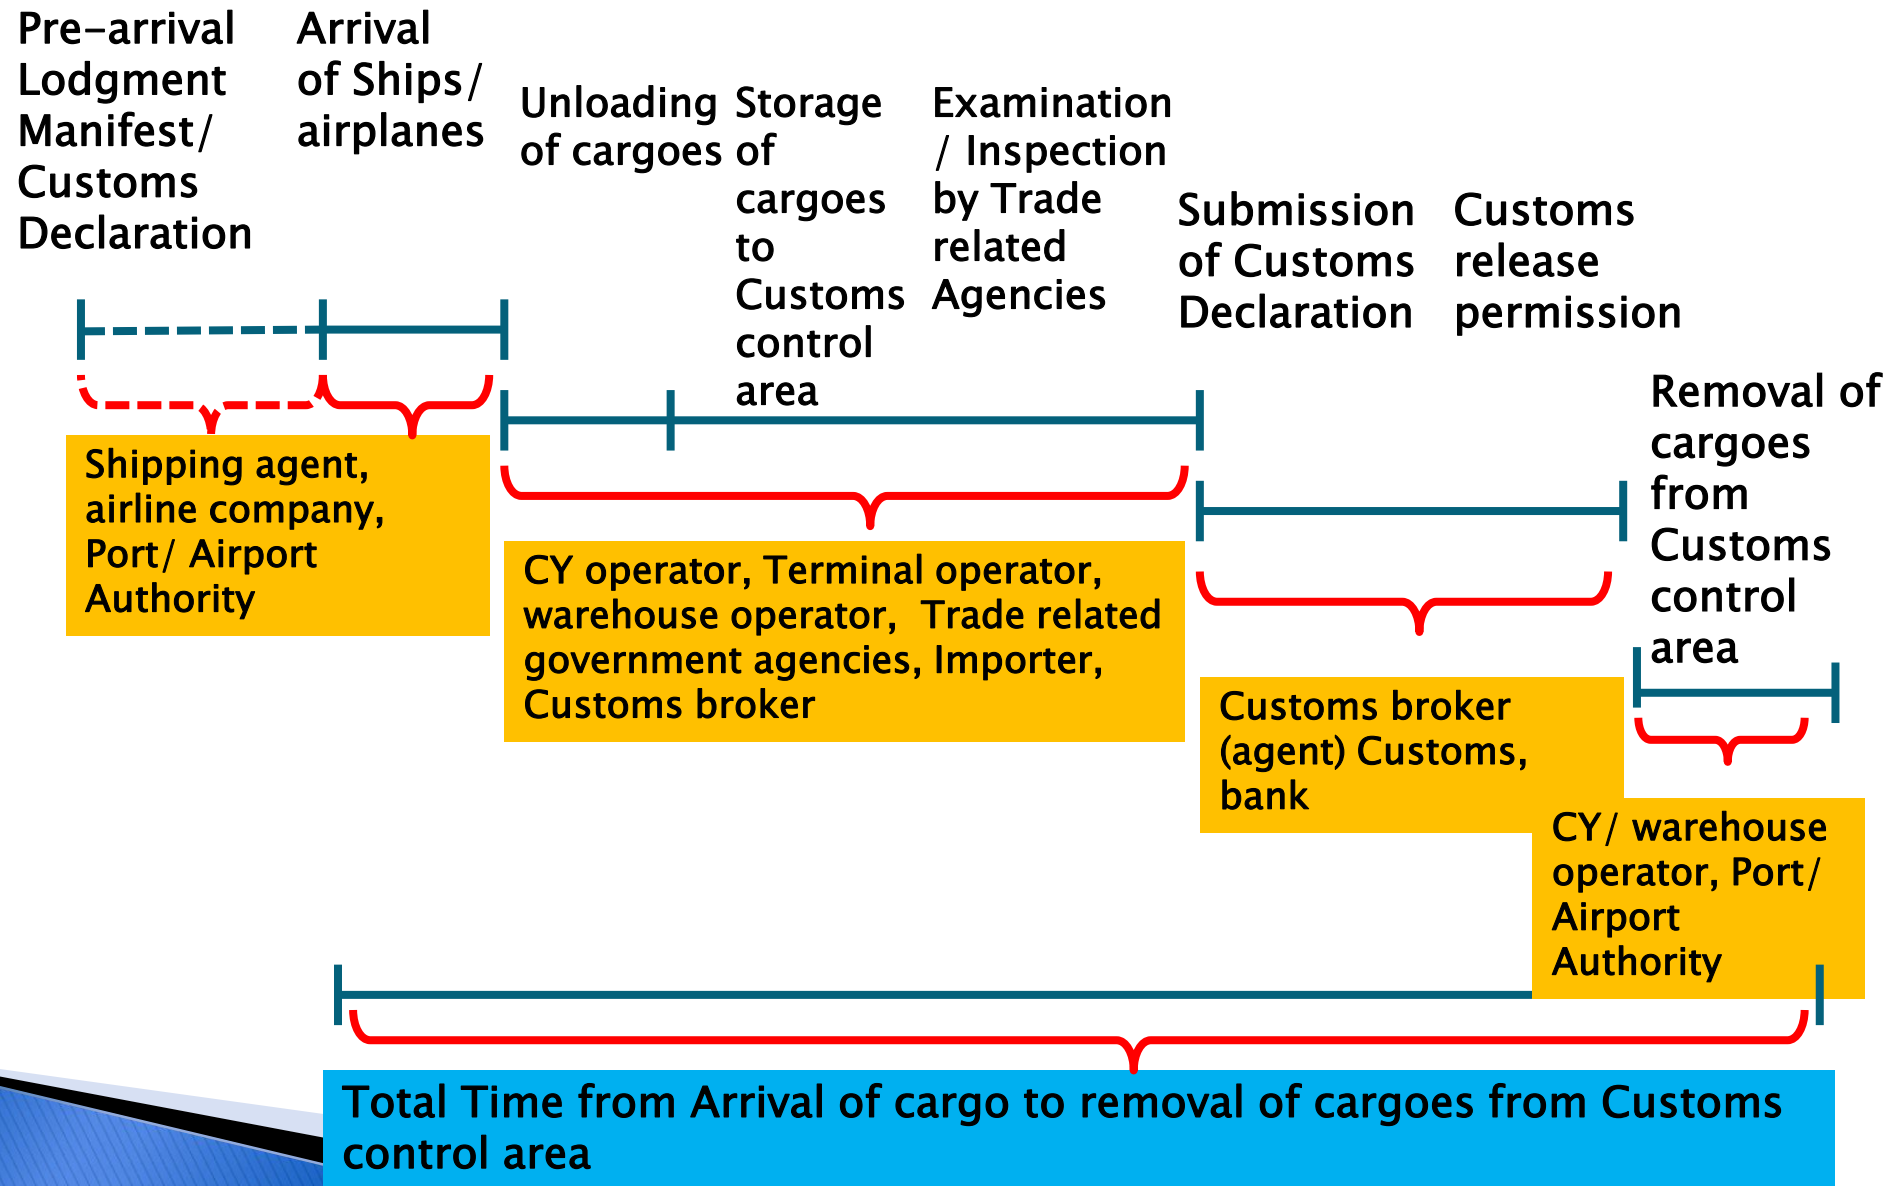 Pre-arrival
Lodgment
Manifest/
Customs
Declaration
Arrival
of Ships/
airplanes
Unloading
of cargoes
Storage
of
cargoes
to
Customs
control
area
Examination
/ Inspection
by Trade
related
Agencies
Submission
of Customs
Declaration
Customs
release
permission
Removal of
cargoes
from
Customs
control
area
Shipping agent,
airline company,
Port/ Airport
Authority
CY operator, Terminal operator,
warehouse operator, Trade related
government agencies, Importer,
Customs broker
Customs broker
(agent) Customs,
bank
CY/ warehouse
operator, Port/
Airport
Authority
Total Time from Arrival of cargo to removal of cargoes from Customs
control area